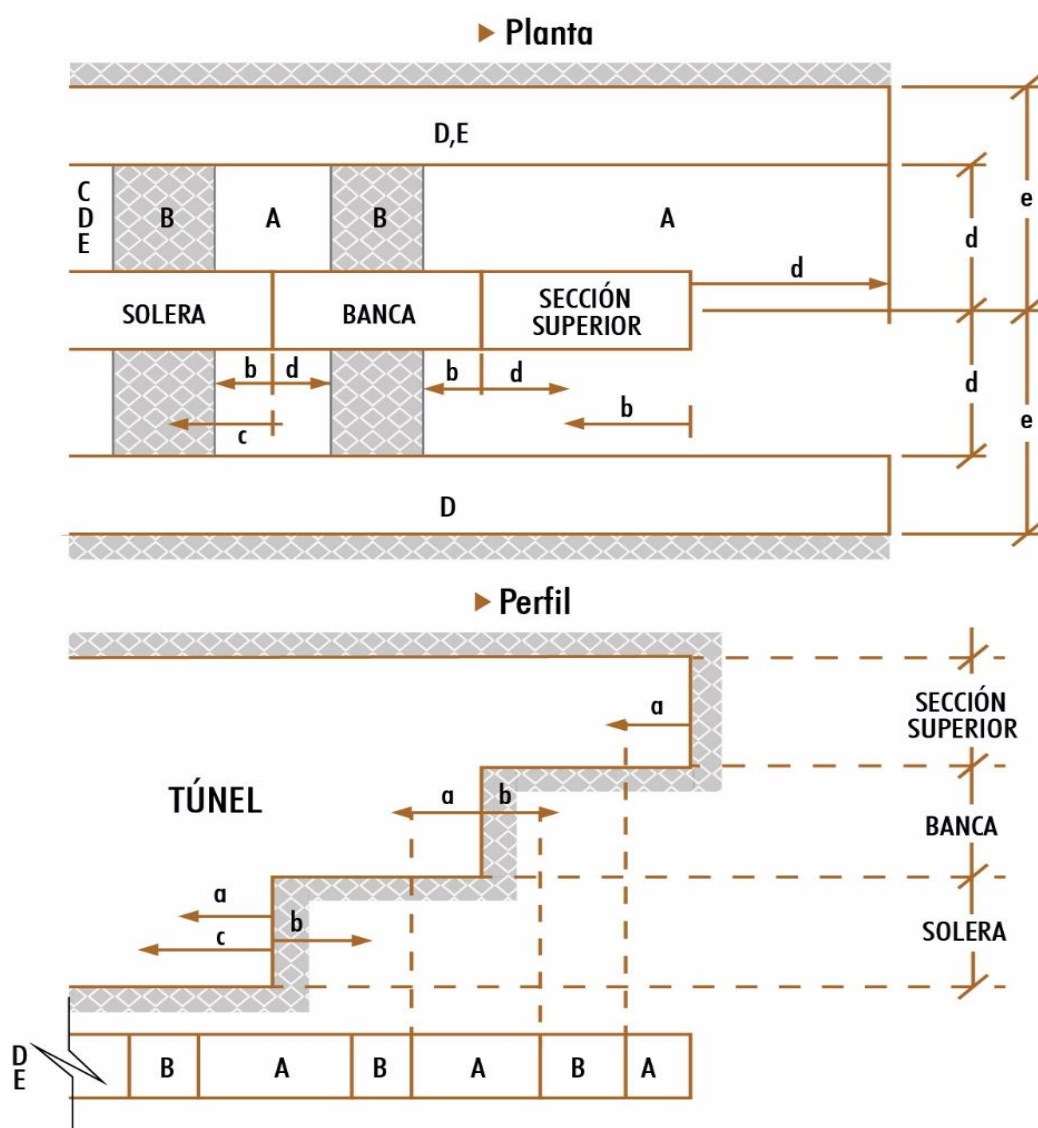 ▶ Planta
D,E
C
D
E
B A B A
d
e
d
SOLERA BANCA SECCIÓN
SUPERIOR
b d b d
b
c
d
e
D
▶ Perfil
a
SECCIÓN
SUPERIOR
TÚNEL
a b
BANCA
a
b
c
SOLERA
D
E
B A B A B A